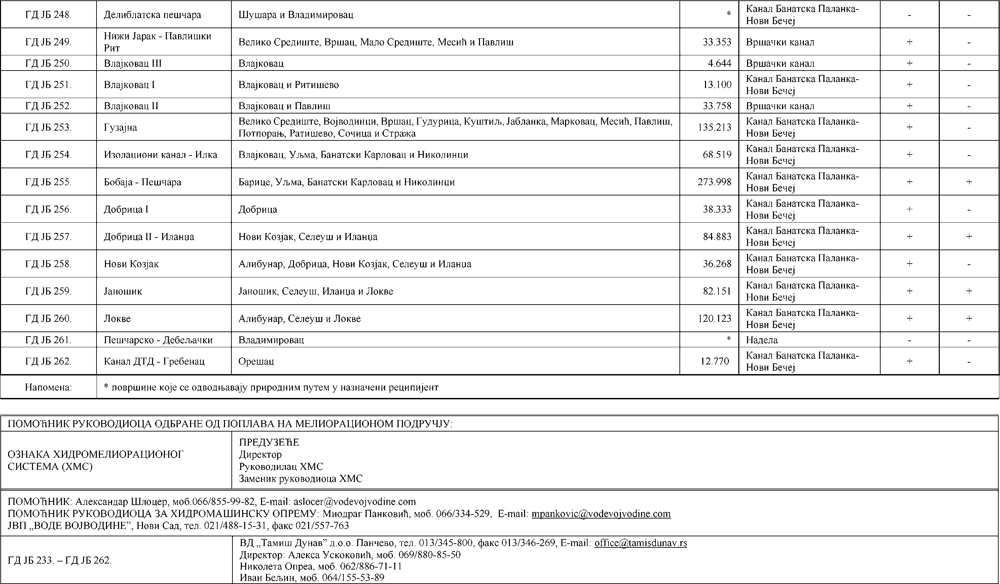 ГД ЈБ 248. Делиблатска пешчара Шушара и Владимировац * Канал Банатска Паланка- - -
Нови Бечеј
ГД ЈБ 249. Нижи Јарак - Павлишки Велико Средиште, Вршац, Мало Средиште, Месић и Павлиш 33.353 Вршачки канал + -
Рит
ГД ЈБ 250. Влајковац III Влајковац 4.644 Вршачки канал + -
ГД ЈБ 251. Влајковац I Влајковац и Ритишево 13.100 Канал Банатска Паланка- + -
Нови Бечеј
ГД ЈБ 252. Влајковац II Влајковац и Павлиш 33.758 Вршачки канал + -
ГД ЈБ 253. Гузајна Велико Средиште, Војводинци, Вршац, Гудурица, Куштиљ, Јабланка, Марковац, Месић, Павлиш, 135.213 Канал Банатска Паланка- + -
Потпорањ, Ратишево, Сочица и Стража Нови Бечеј
ГД ЈБ 254. Изолациони канал - Илка Влајковац, Уљма, Банатски Карловац и Николинци 68.519 Канал Банатска Паланка- + -
Нови Бечеј
ГД ЈБ 255. Бобаја - Пешчара Барице, Уљма, Банатски Карловац и Николинци 273.998 Канал Банатска Паланка- + +
Нови Бечеј
ГД ЈБ 256. Добрица I Добрица 38.333 Канал Банатска Паланка- + -
Нови Бечеј
ГД ЈБ 257. Добрица II - Иланџа Нови Козјак, Селеуш и Иланџа 84.883 Канал Банатска Паланка- + +
Нови Бечеј
ГД ЈБ 258. Нови Козјак Алибунар, Добрица, Нови Козјак, Селеуш и Иланџа 36.268 Канал Банатска Паланка- + -
Нови Бечеј
ГД ЈБ 259. Јаношик Јаношик, Селеуш, Иланџа и Локве 82.151 Канал Банатска Паланка- + +
Нови Бечеј
ГД ЈБ 260. Локве Алибунар, Селеуш и Локве 120.123 Канал Банатска Паланка- + +
Нови Бечеј
ГД ЈБ 261. Пешчарско - Дебељачки Владимировац * Надела - -
ГД ЈБ 262. Канал ДТД - Гребенац Орешац 12.770 Канал Банатска Паланка- + -
Нови Бечеј
Напомена: * површине које се одводњавају природним путем у назначени реципијент
ПОМОЋНИК РУКОВОДИОЦА ОДБРАНЕ ОД ПОПЛАВА НА МЕЛИОРАЦИОНОМ ПОДРУЧЈУ:
ОЗНАКА ХИДРОМЕЛИОРАЦИОНОГ
СИСТЕМА (ХМС)
ПРЕДУЗЕЋЕ
Директор
Руководилац ХМС
Заменик руководиоца ХМС
ПОМОЋНИК: Александар Шлоцер, моб.066/855-99-82, E-mail: aslocer@vodevojvodine.com
ПОМОЋНИК РУКОВОДИОЦА ЗА ХИДРОМАШИНСКУ ОПРЕМУ: Миодраг Панковић, моб. 066/334-529, E-mail: mpankovic@vodevojvodine.com
ЈВП „ВОДЕ ВОЈВОДИНЕ”, Нови Сад, тел. 021/488-15-31, факс 021/557-763
ГД ЈБ 233. – ГД ЈБ 262.
ВД „Тамиш Дунав” д.о.о. Панчево, тел. 013/345-800, факс 013/346-269, E-mail: office@tamisdunav.rs
Директор: Алекса Ускоковић, моб. 069/880-85-50
Николета Опреа, моб. 062/886-71-11
Иван Бељин, моб. 064/155-53-89